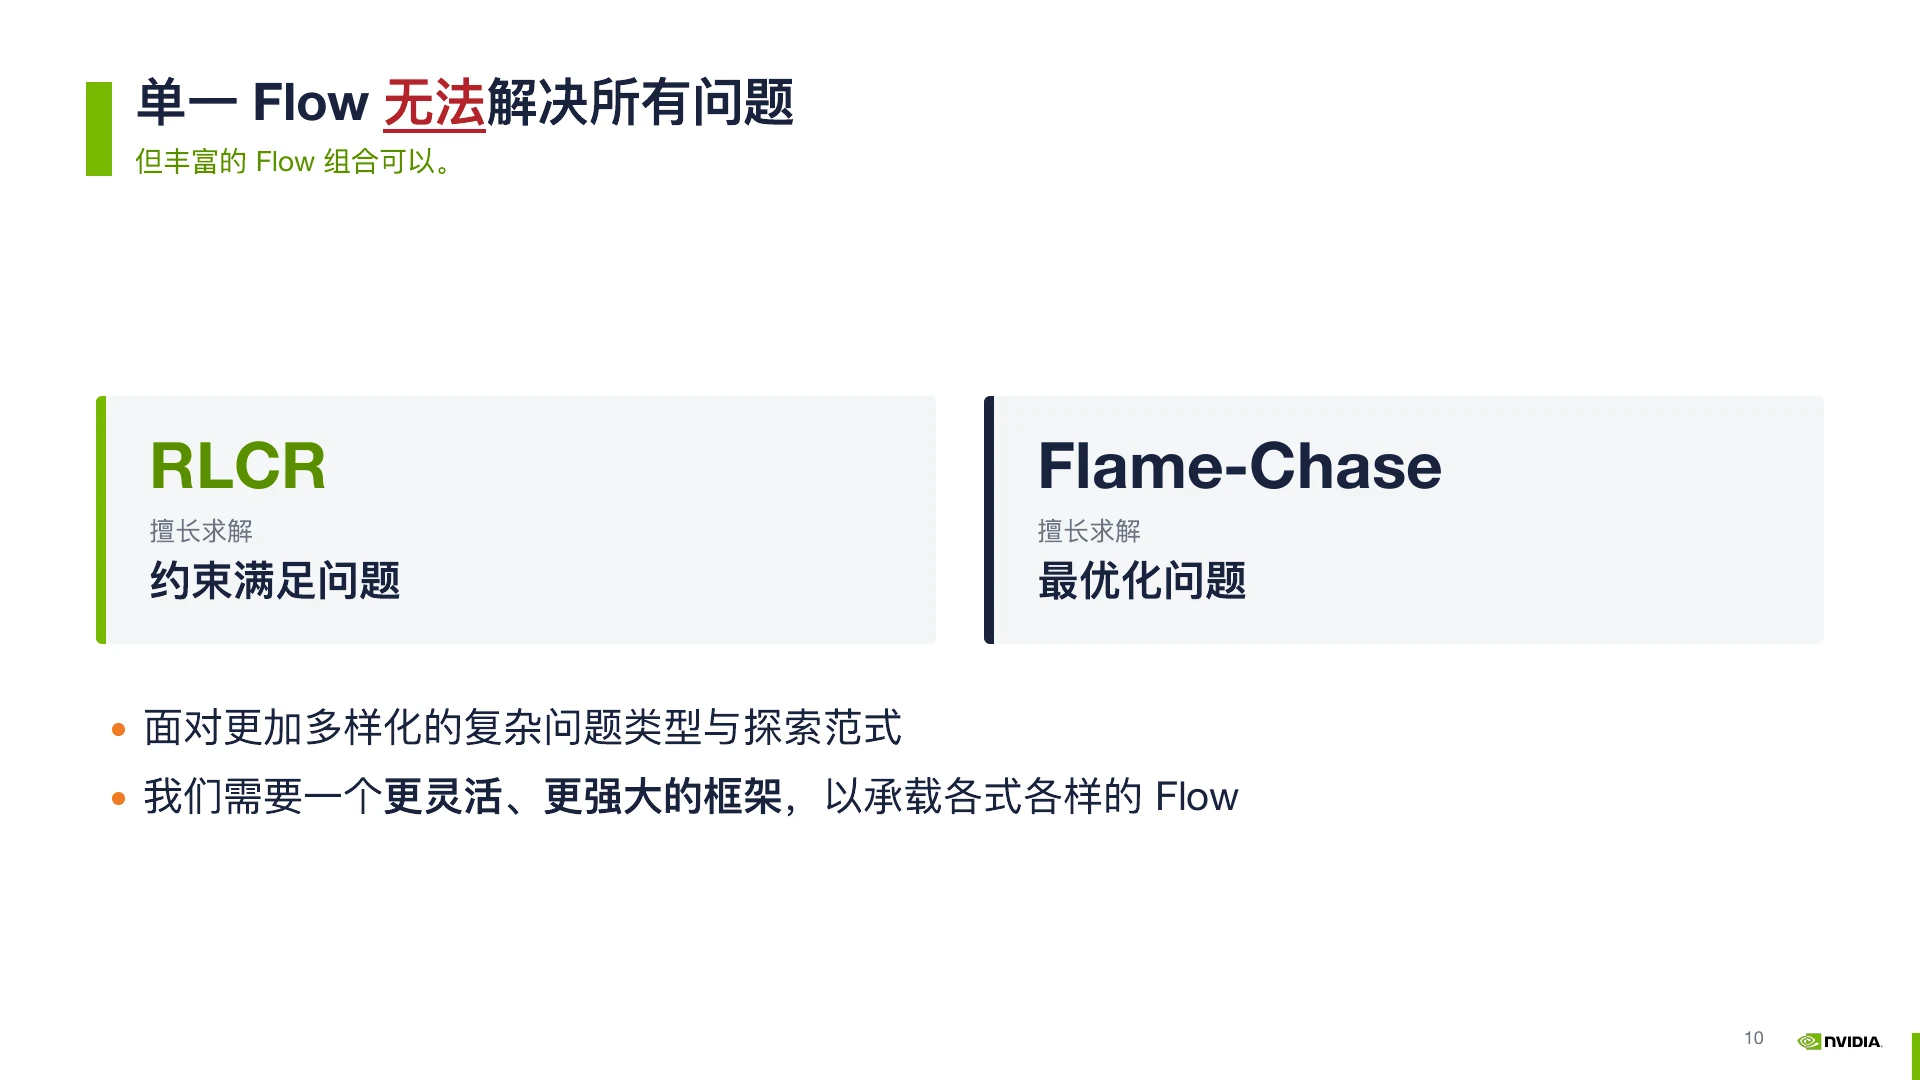 单一 Flow 无法解决所有问题
但丰富的 Flow 组合可以。
RLCR
擅长求解
约束满足问题
Flame-Chase
擅长求解
最优化问题
• 面对更加多样化的复杂问题类型与探索范式
• 我们需要一个更灵活、更强大的框架，以承载各式各样的 Flow
10
NVIDIA